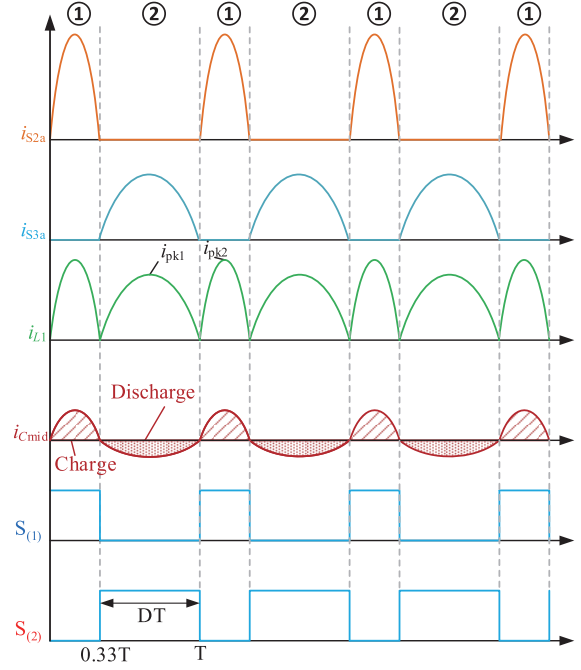 ① ② ① ② ① ② ①
iS2a
iS3a
ipk1 ipk2
iL1
Discharge
iCmid
Charge
S(1)
DT
S(2)
0.33T T